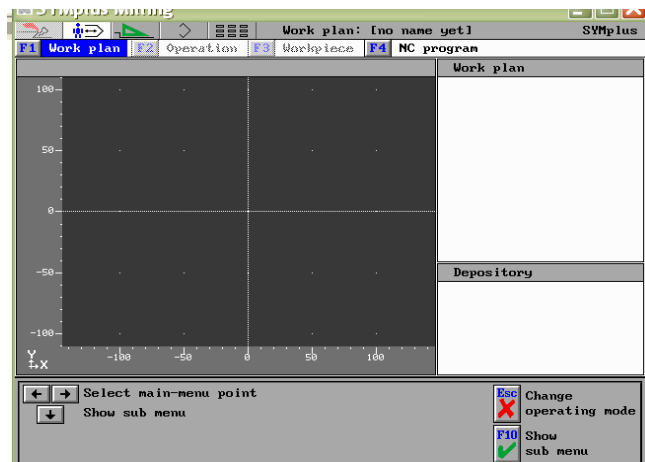 SYMplus Milling
Work plan: [no name yet] SYMplus
F1 Work plan F2 Operation F3 Workpiece F4 NC program
Work plan
100
50
0
-50
-100
Y
X
-100 -50 0 50 100
Depository
← → Select main-menu point
↓ Show sub menu
Esc Change
operating mode
F10 Show
sub menu